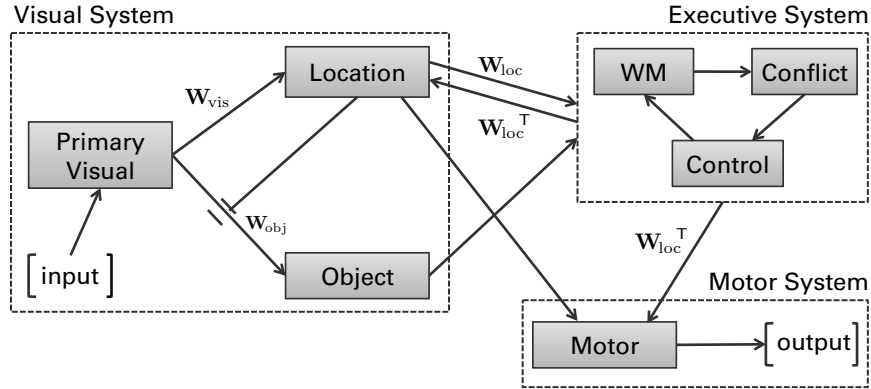 Visual System
Executive System
Location
W_loc
WM
Conflict
W_vis
W_loc^T
Primary
Visual
Control
W_obj
W_loc^T
[input]
Object
Motor System
Motor
[output]